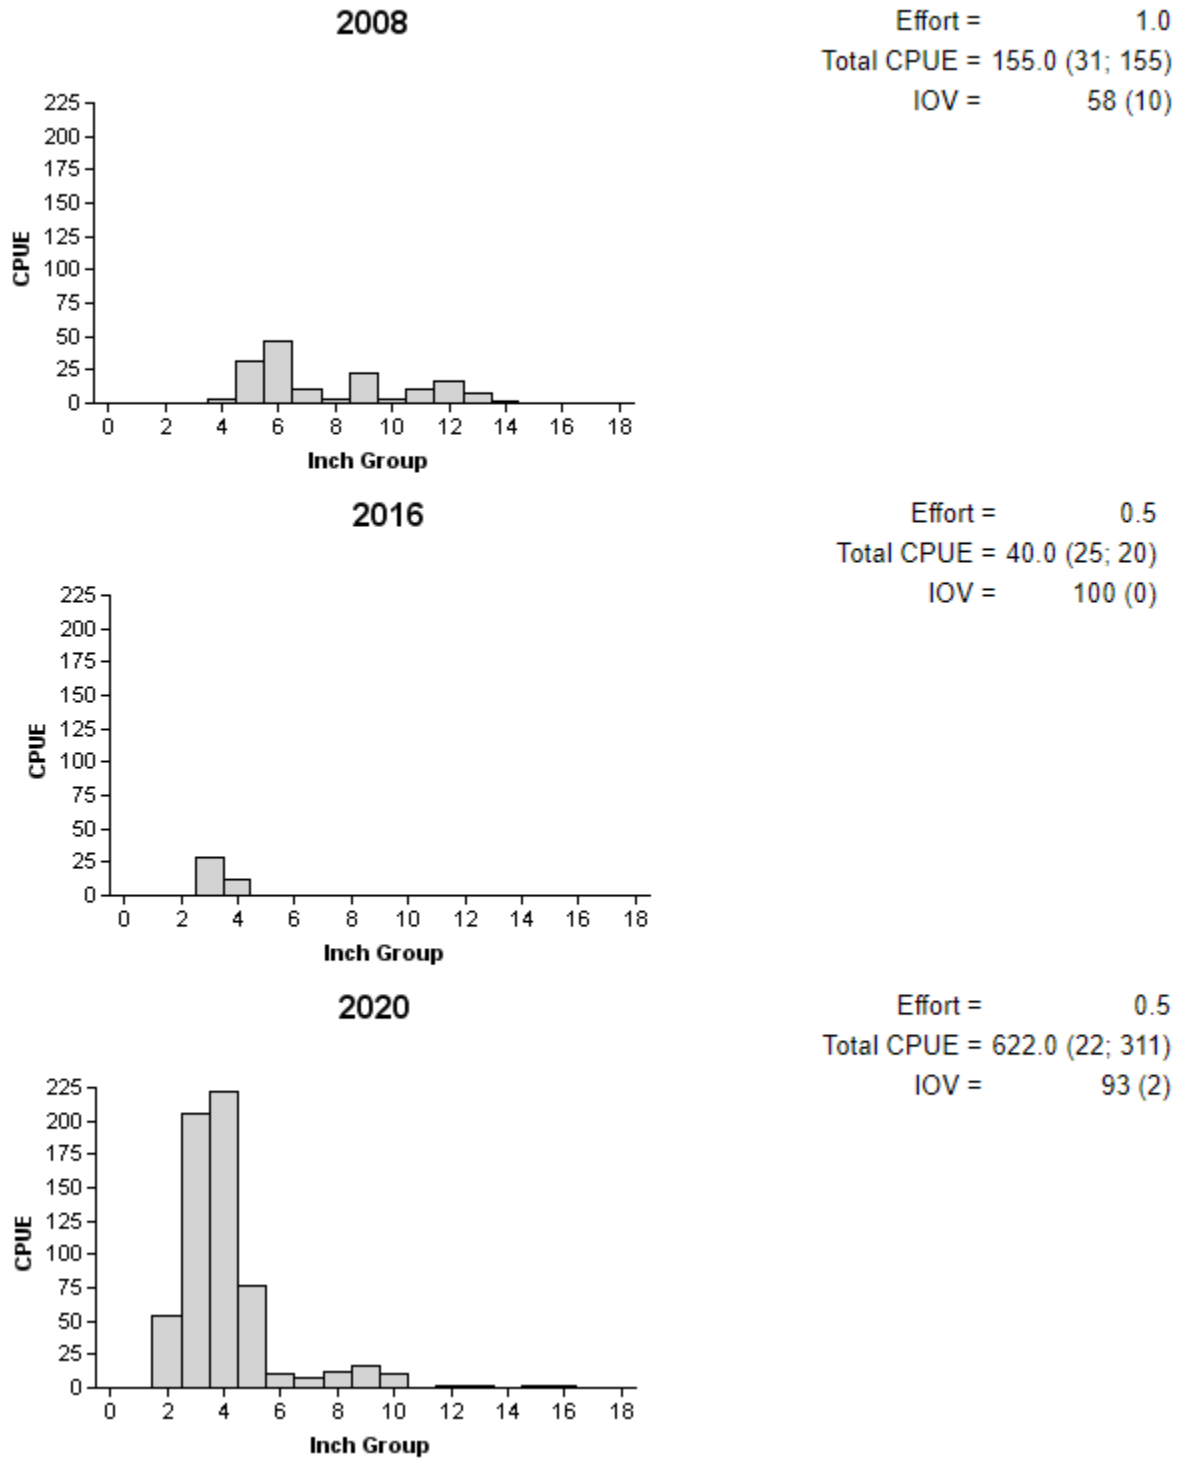 2008
Effort = 1.0
Total CPUE = 155.0 (31; 155)
IOV = 58 (10)
225
200
175
150
125
100
75
50
25
0
CPUE
0 2 4 6 8 10 12 14 16 18
Inch Group
2016
Effort = 0.5
Total CPUE = 40.0 (25; 20)
IOV = 100 (0)
225
200
175
150
125
100
75
50
25
0
CPUE
0 2 4 6 8 10 12 14 16 18
Inch Group
2020
Effort = 0.5
Total CPUE = 622.0 (22; 311)
IOV = 93 (2)
225
200
175
150
125
100
75
50
25
0
CPUE
0 2 4 6 8 10 12 14 16 18
Inch Group